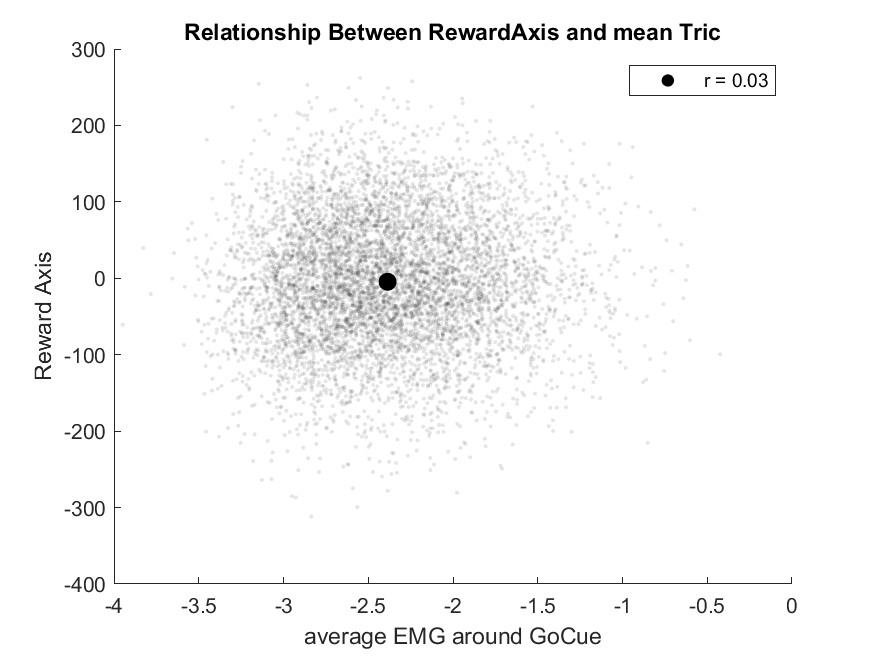 Relationship Between RewardAxis and mean Tric
r = 0.03
300
200
100
0
-100
-200
-300
-400
Reward Axis
-4 -3.5 -3 -2.5 -2 -1.5 -1 -0.5 0
average EMG around GoCue